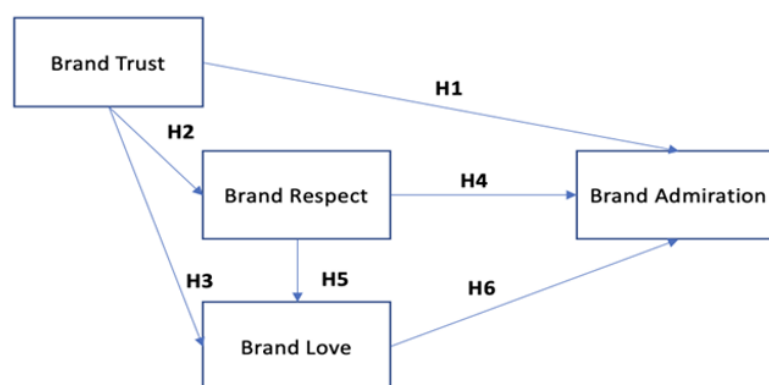 Brand Trust
H1
H2
Brand Respect
H4
Brand Admiration
H3
H5
H6
Brand Love